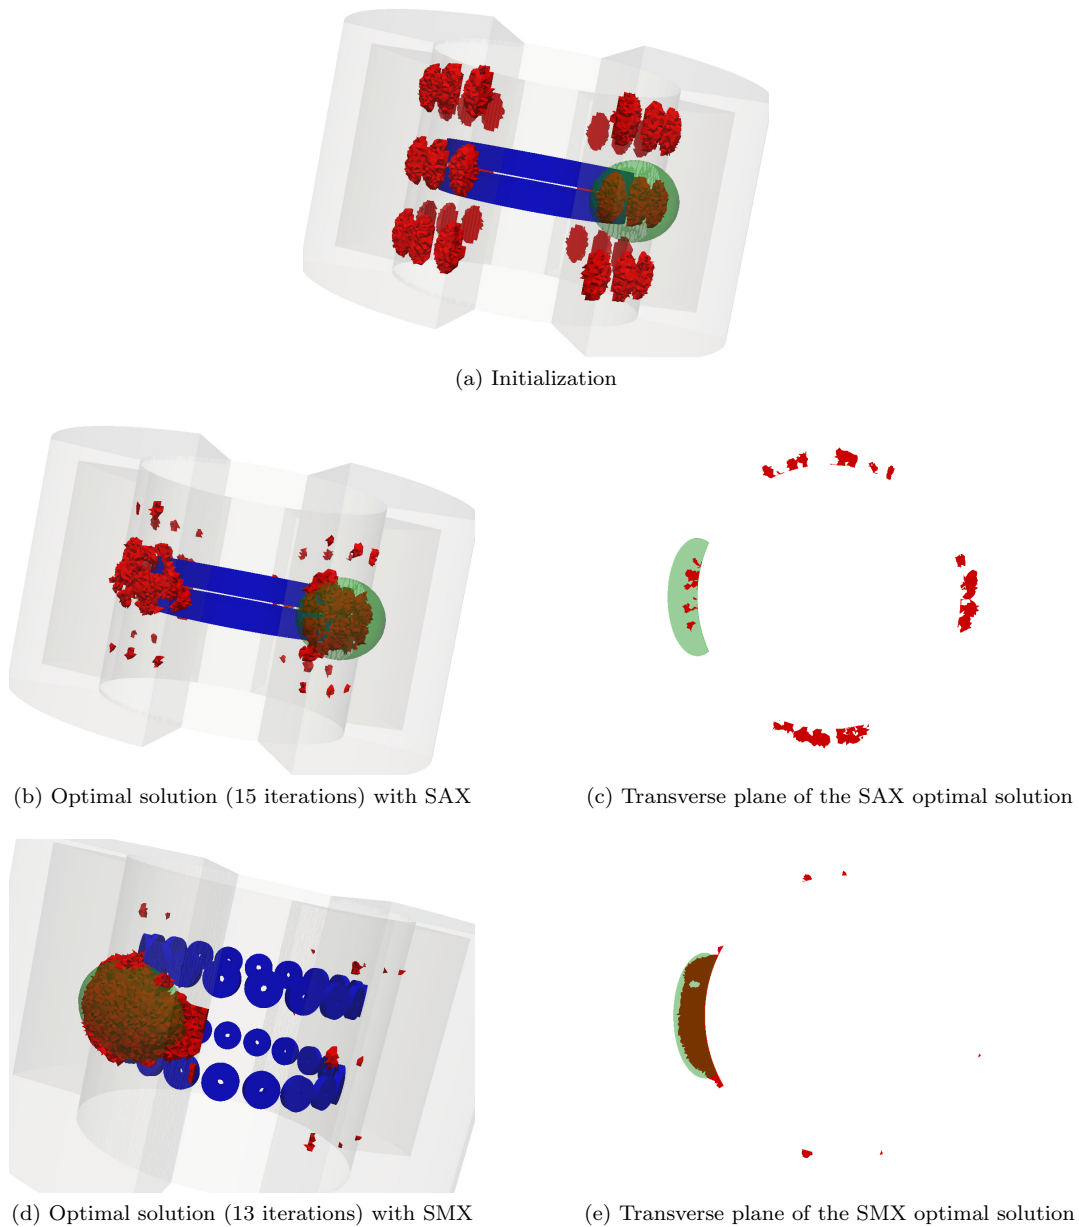 (a) Initialization
(b) Optimal solution (15 iterations) with SAX
(c) Transverse plane of the SAX optimal solution
(d) Optimal solution (13 iterations) with SMX
(e) Transverse plane of the SMX optimal solution